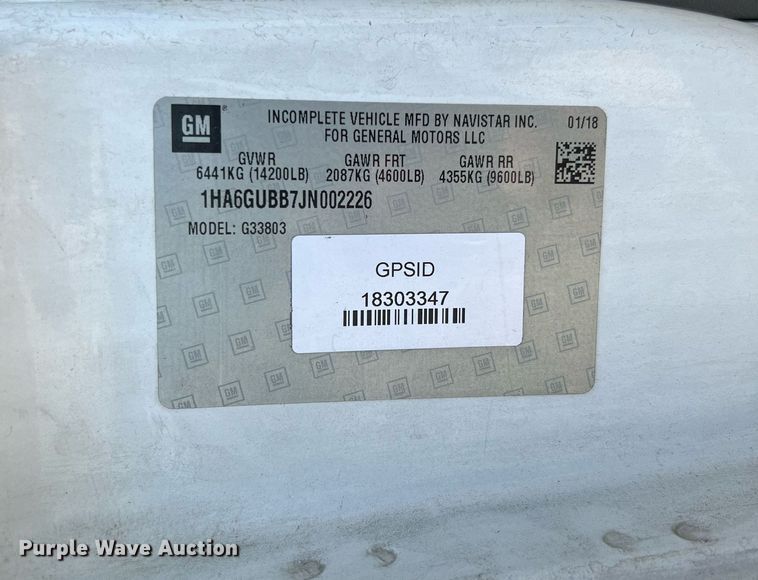 GM
INCOMPLETE VEHICLE MFD BY NAVISTAR INC. 01/18
FOR GENERAL MOTORS LLC
GVWR GAWR FRT GAWR RR
6441KG (14200LB) 2087KG (4600LB) 4355KG (9600LB)
1HA6GUBB7JN002226
MODEL: G33803
GPSID
18303347
Purple Wave Auction